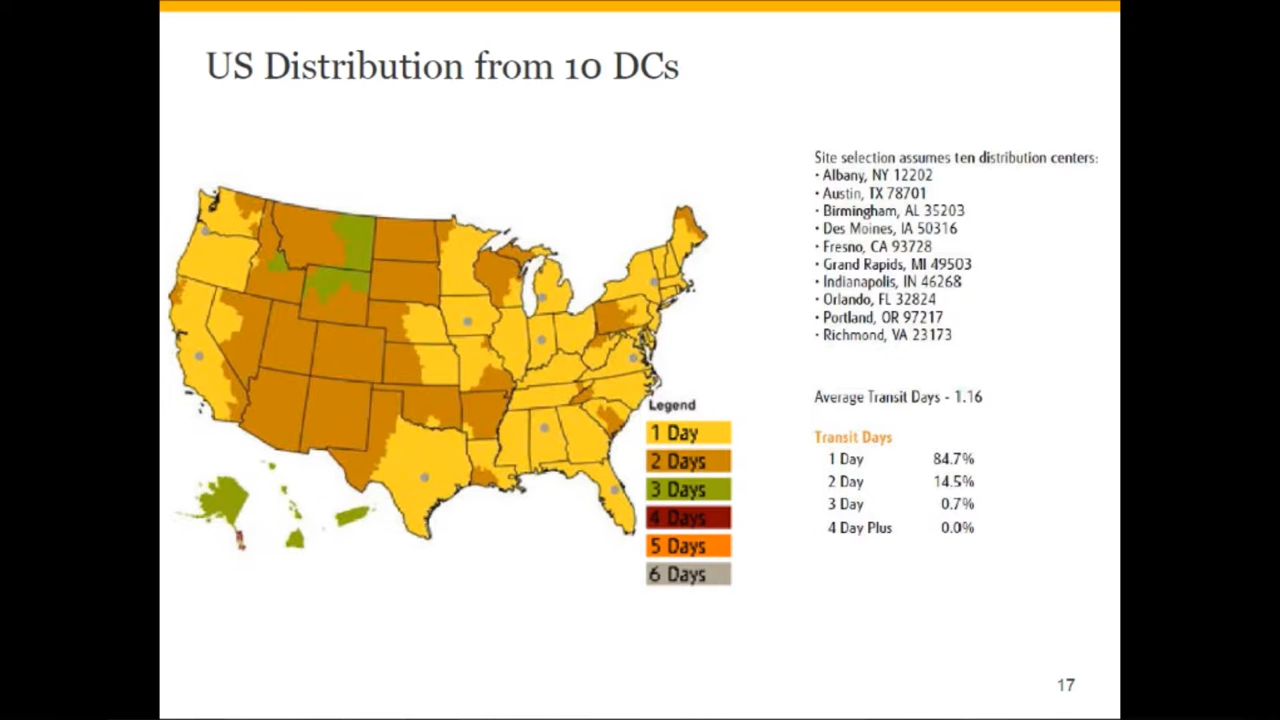 US Distribution from 10 DCs
Site selection assumes ten distribution centers:
· Albany, NY 12202
· Austin, TX 78701
· Birmingham, AL 35203
· Des Moines, IA 50316
· Fresno, CA 93728
· Grand Rapids, MI 49503
· Indianapolis, IN 46268
· Orlando, FL 32824
· Portland, OR 97217
· Richmond, VA 23173
Average Transit Days - 1.16
Transit Days
1 Day 84.7%
2 Day 14.5%
3 Day 0.7%
4 Day Plus 0.0%
Legend
1 Day
2 Days
3 Days
4 Days
5 Days
6 Days
17